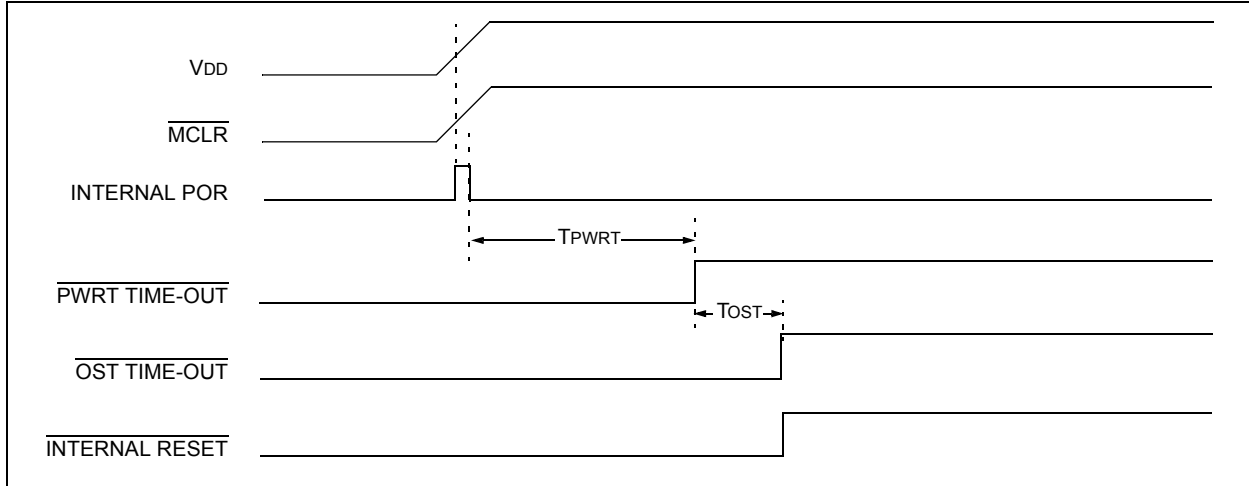 VDD
MCLR
INTERNAL POR
TPWRT
PWRT TIME-OUT
TOST
OST TIME-OUT
INTERNAL RESET